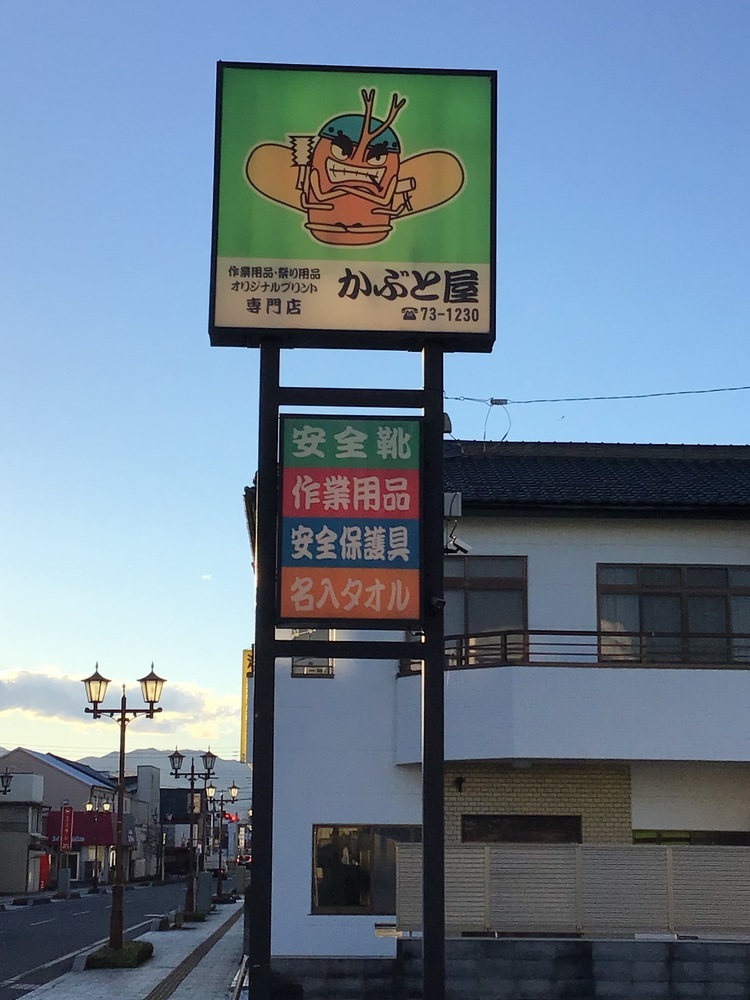 作業用品・祭り用品
オリジナルプリント
専門店
かぶと屋
☎73-1230
安全靴
作業用品
安全保護具
名入タオル